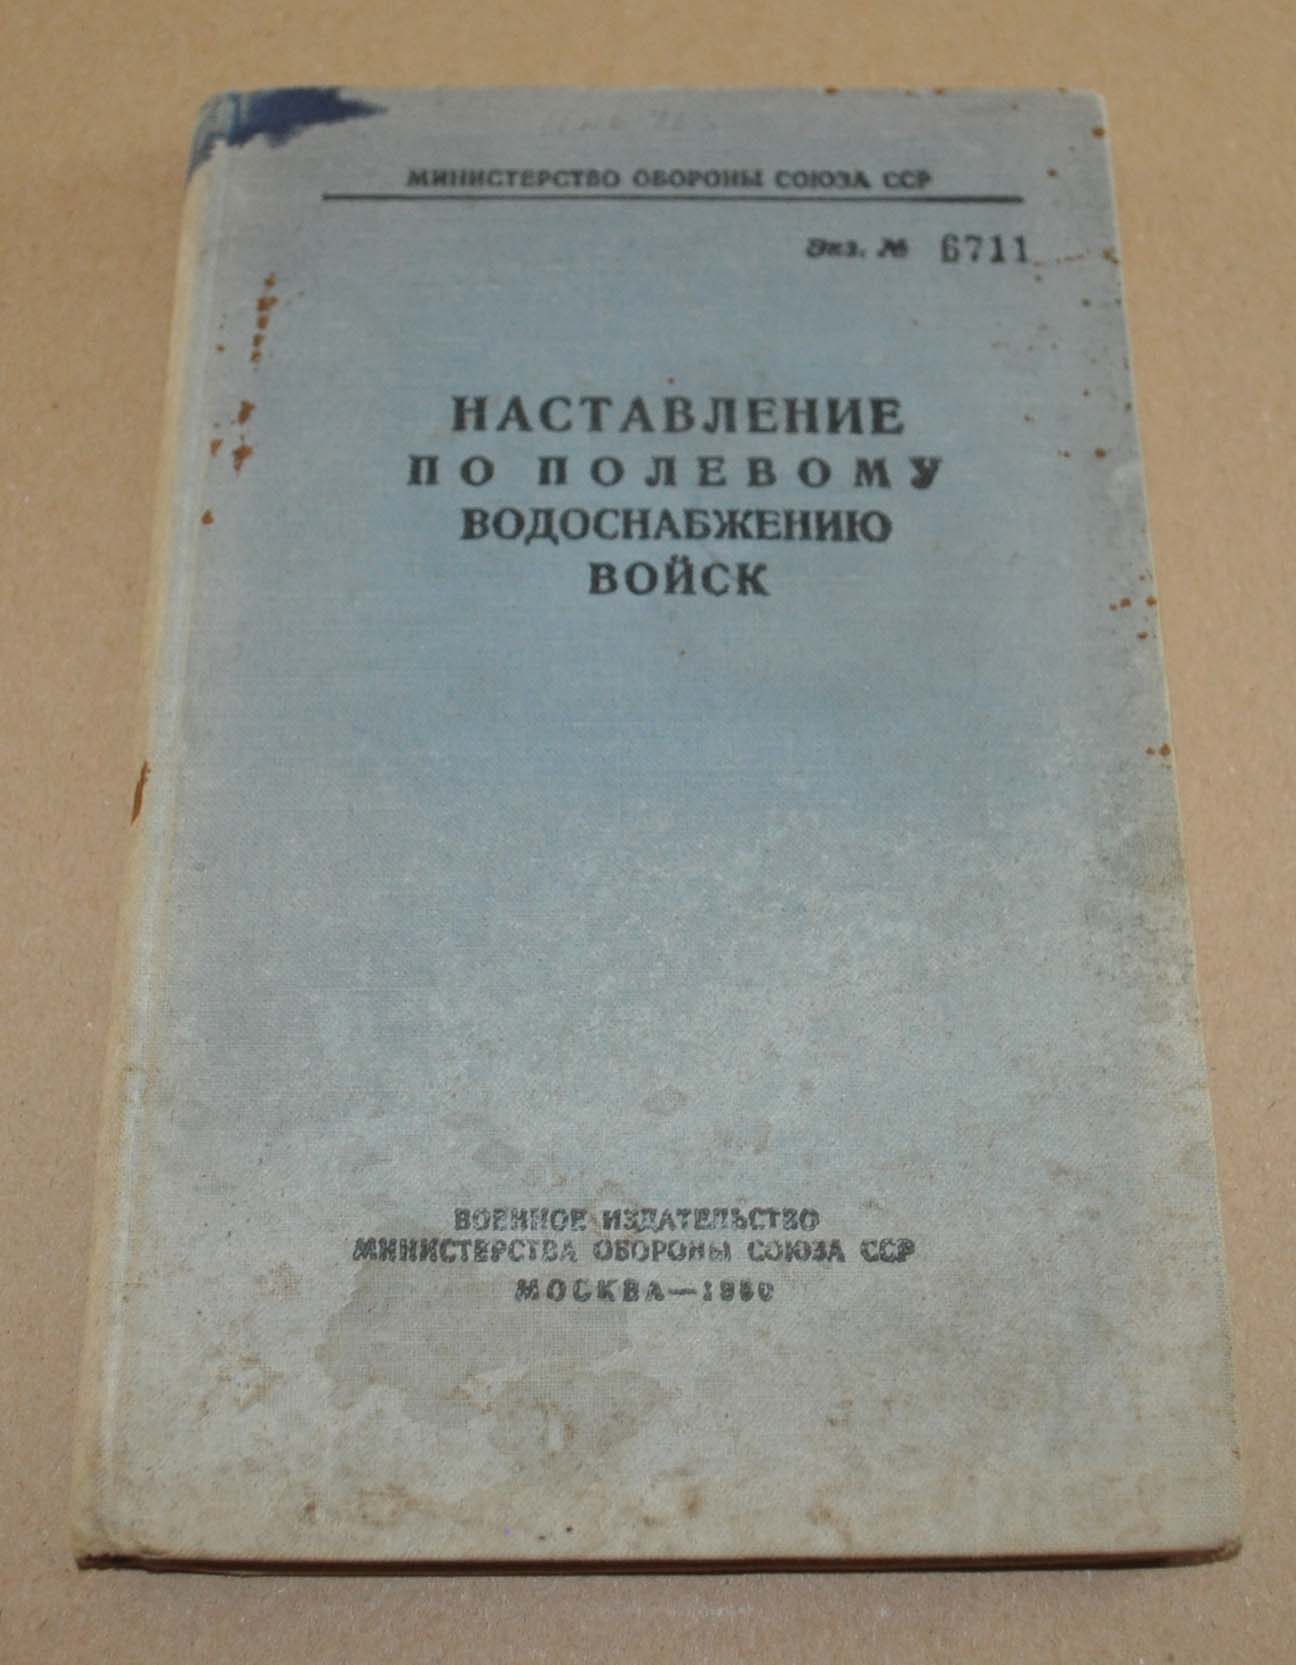 МИНИСТЕРСТВО ОБОРОНЫ СОЮЗА ССР
Экз. № 6711
НАСТАВЛЕНИЕ
ПО ПОЛЕВОМУ
ВОДОСНАБЖЕНИЮ
ВОЙСК
ВОЕННОЕ ИЗДАТЕЛЬСТВО
МИНИСТЕРСТВА ОБОРОНЫ СОЮЗА ССР
МОСКВА—